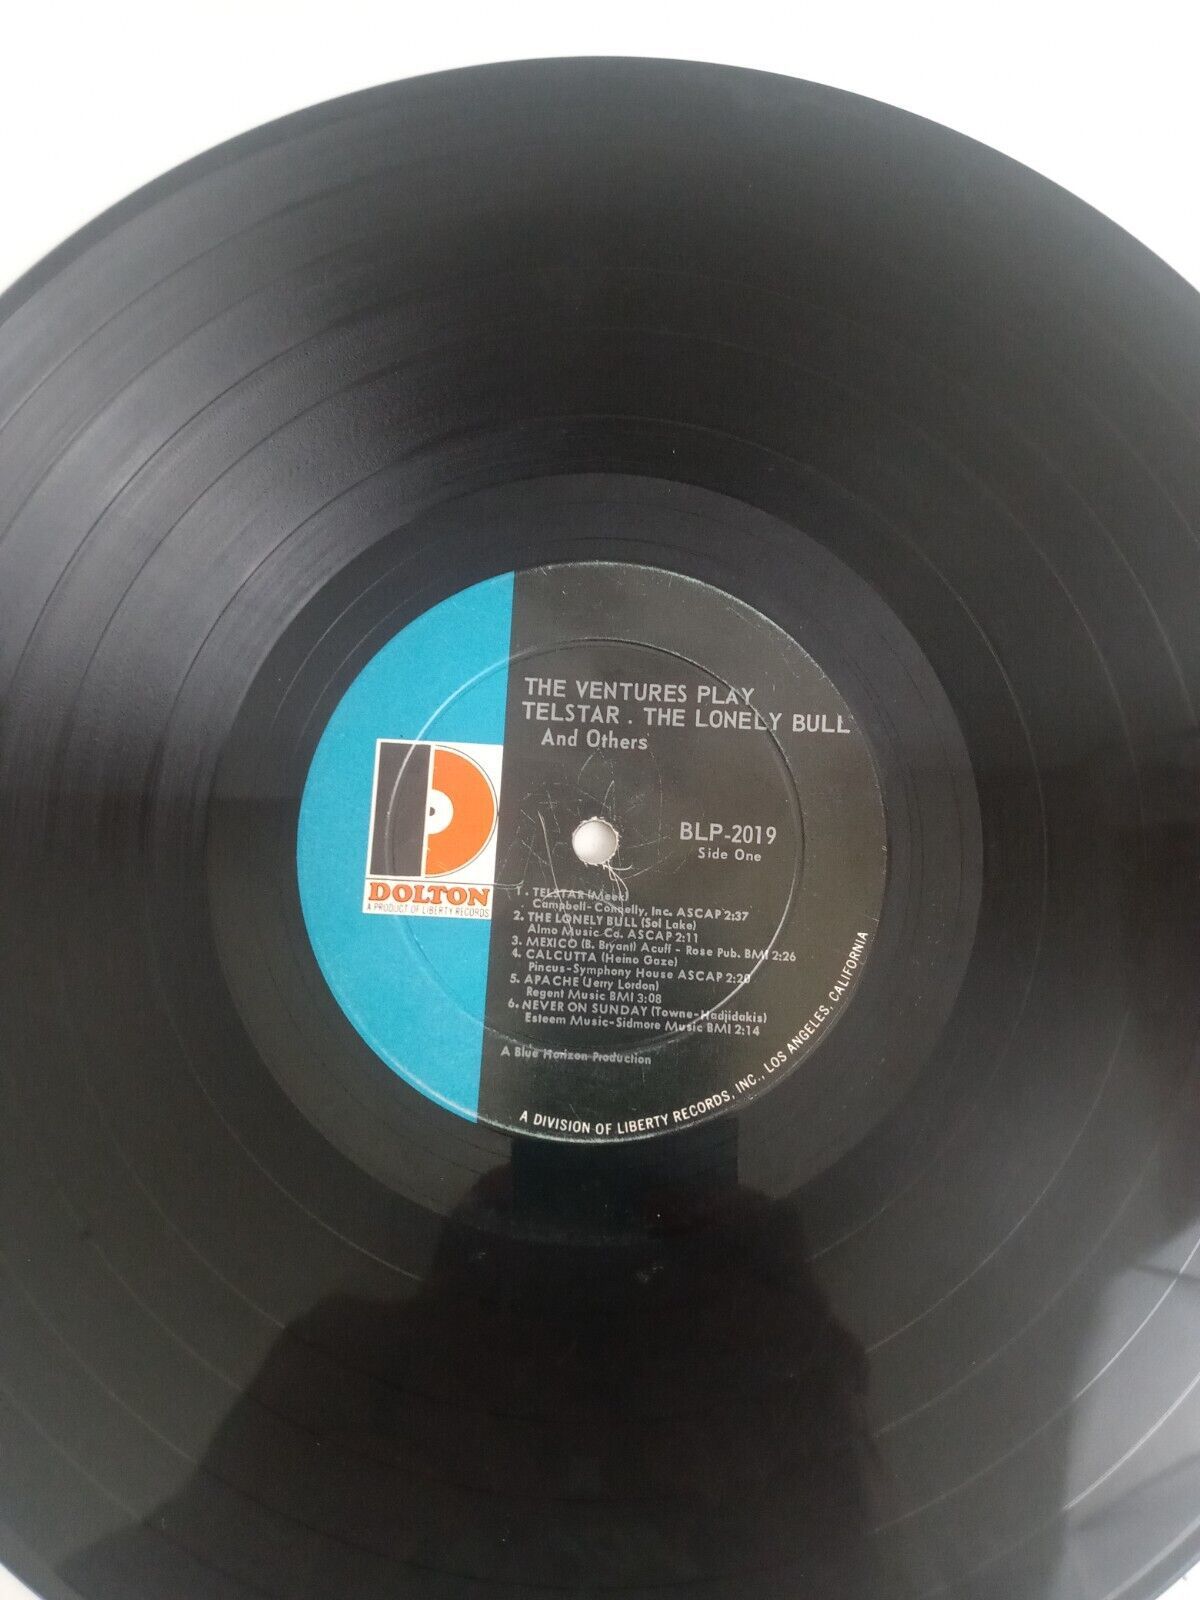 THE VENTURES PLAY
TELSTAR . THE LONELY BULL
And Others
BLP-2019
Side One
DOLTON
A PRODUCT OF LIBERTY RECORDS
1. TELSTAR (Meek)
Campbell-Connelly, Inc. ASCAP 2:37
2. THE LONELY BULL (Sol Lake)
Almo Music Co. ASCAP 2:11
3. MEXICO (B. Bryant) Acuff - Rose Pub. BMI 2:26
4. CALCUTTA (Heino Gaze)
Pincus-Symphony House ASCAP 2:20
5. APACHE (Jerry Lordon)
Regent Music BMI 3:08
6. NEVER ON SUNDAY (Towne-Hadjidakis)
Esteem Music-Sidmore Music BMI 2:14
A Blue Horizon Production
A DIVISION OF LIBERTY RECORDS, INC., LOS ANGELES, CALIFORNIA